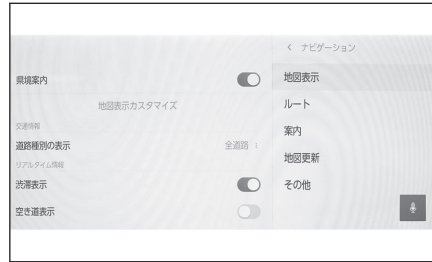 ‹ ナビゲーション
県境案内
地図表示カスタマイズ
交通情報
道路種別の表示
全道路
リアルタイム情報
渋滞表示
空き道表示
地図表示
ルート
案内
地図更新
その他